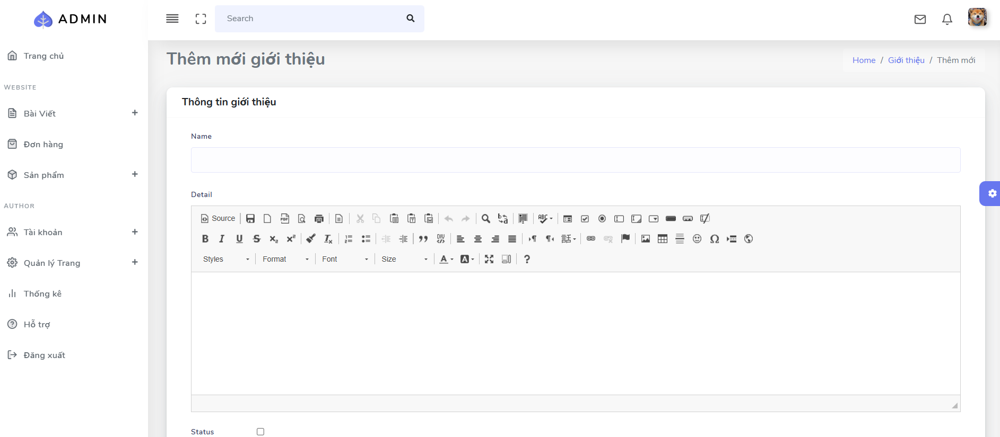 ADMIN
Search
Trang chủ
WEBSITE
Bài Viết
Đơn hàng
Sản phẩm
AUTHOR
Tài khoản
Quản lý Trang
Thống kê
Hỗ trợ
Đăng xuất
Thêm mới giới thiệu
Home / Giới thiệu / Thêm mới
Thông tin giới thiệu
Name
Detail
Source
Styles Format Font Size
Status